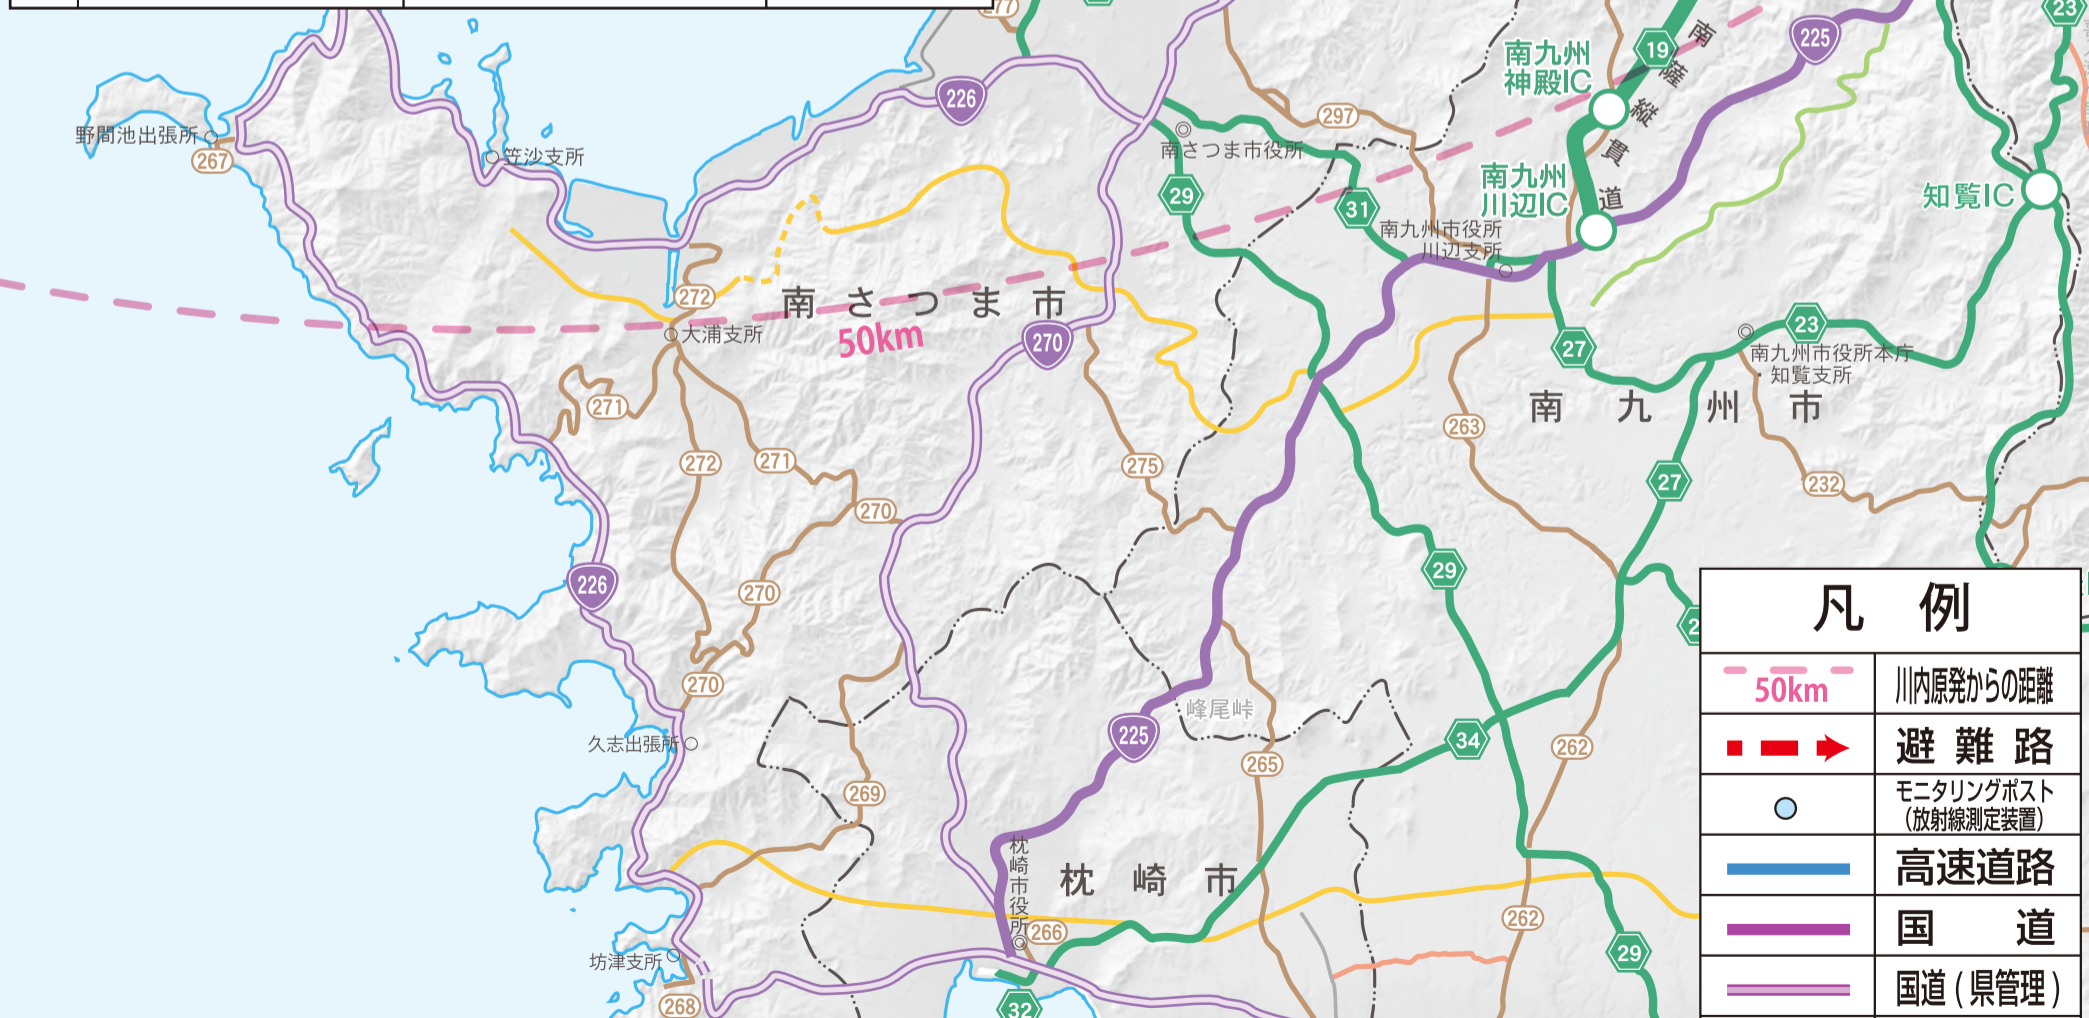 277
23
225
19
南
薩
縦
貫
道
南九州
神殿IC
226
297
野間池出張所
267
笠沙支所
南さつま市役所
29
31
南九州
川辺IC
知覧IC
南九州市役所
川辺支所
272
南さつま市
大浦支所
50km
270
27
23
南九州市役所本庁
・知覧支所
271
南九州市
263
272
271
275
27
232
270
29
226
270
270
峰尾峠
久志出張所
225
34
262
265
269
枕崎市役所
枕崎市
266
262
29
坊津支所
268
32
凡例
50km
川内原発からの距離
避難路
モニタリングポスト
（放射線測定装置）
高速道路
国道
国道(県管理)